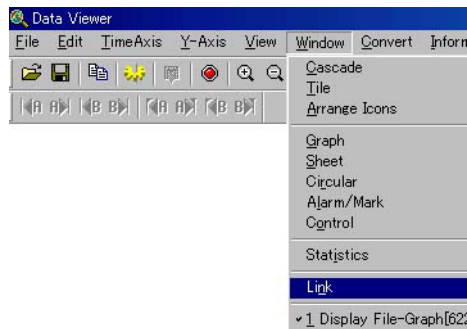 Data Viewer
File Edit TimeAxis Y-Axis View Window Convert
A A B B A A B B
Cascade
Tile
Arrange Icons
Graph
Sheet
Circular
Alarm/Mark
Control
Statistics
Link
✓1 Display File-Graph[622